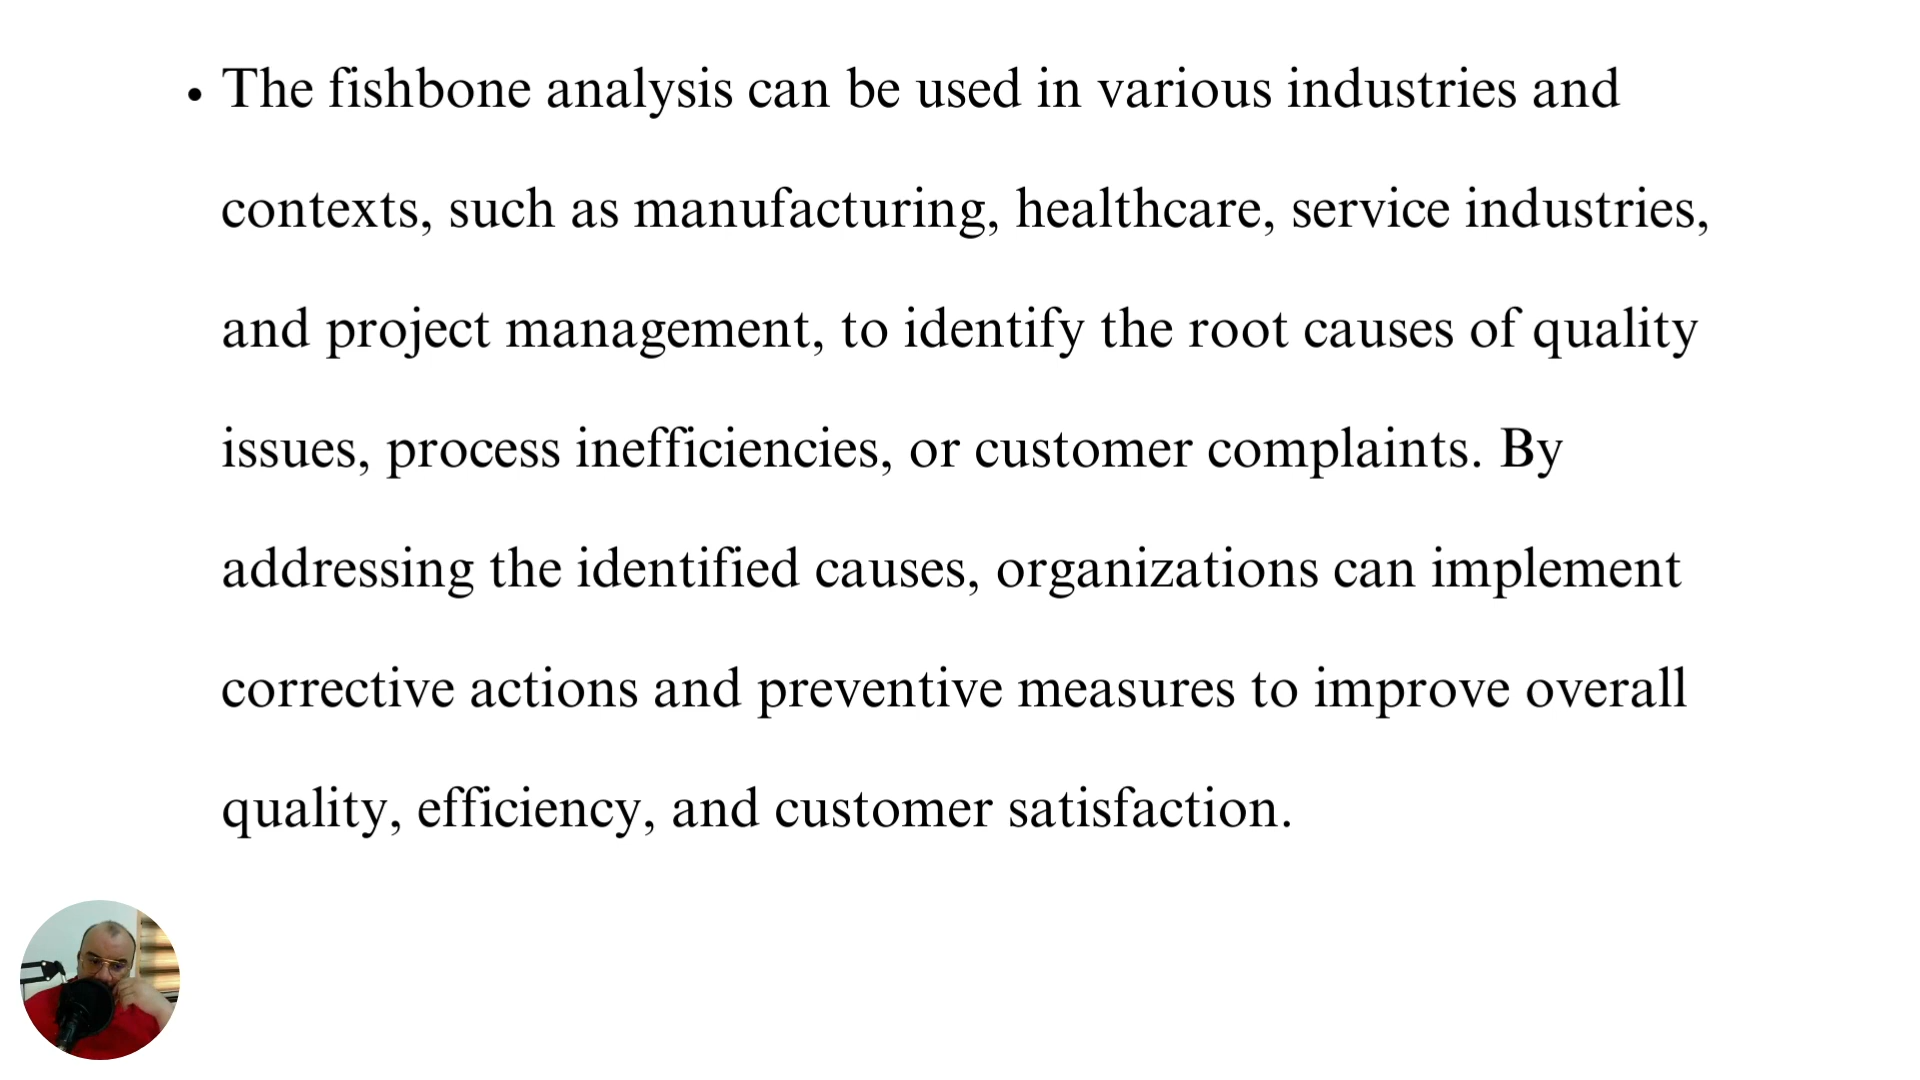 • The fishbone analysis can be used in various industries and
contexts, such as manufacturing, healthcare, service industries,
and project management, to identify the root causes of quality
issues, process inefficiencies, or customer complaints. By
addressing the identified causes, organizations can implement
corrective actions and preventive measures to improve overall
quality, efficiency, and customer satisfaction.